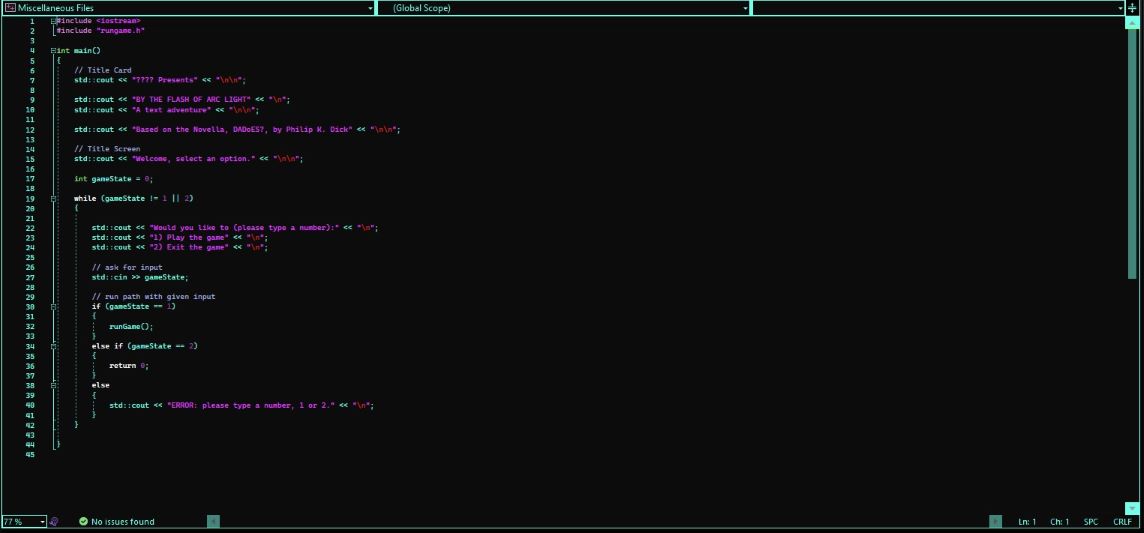 Miscellaneous Files (Global Scope)
1 #include <iostream>
2 #include "rungame.h"
3
4 int main()
5 {
6 // Title Card
7 std::cout << "???? Presents" << "\n\n";
8
9 std::cout << "BY THE FLASH OF ARC LIGHT" << "\n";
10 std::cout << "A text adventure" << "\n\n";
11
12 std::cout << "Based on the Novella, DADoES?, by Philip K. Dick" << "\n\n";
13
14 // Title Screen
15 std::cout << "Welcome, select an option." << "\n\n";
16
17 int gameState = 0;
18
19 while (gameState != 1 || 2)
20 {
21
22 std::cout << "Would you like to (please type a number):" << "\n";
23 std::cout << "1) Play the game" << "\n";
24 std::cout << "2) Exit the game" << "\n";
25
26 // ask for input
27 std::cin >> gameState;
28
29 // run path with given input
30 if (gameState == 1)
31 {
32 runGame();
33 }
34 else if (gameState == 2)
35 {
36 return 0;
37 }
38 else
39 {
40 std::cout << "ERROR: please type a number, 1 or 2." << "\n";
41 }
42 }
43
44 }
45
77 % No issues found Ln: 1 Ch: 1 SPC CRLF